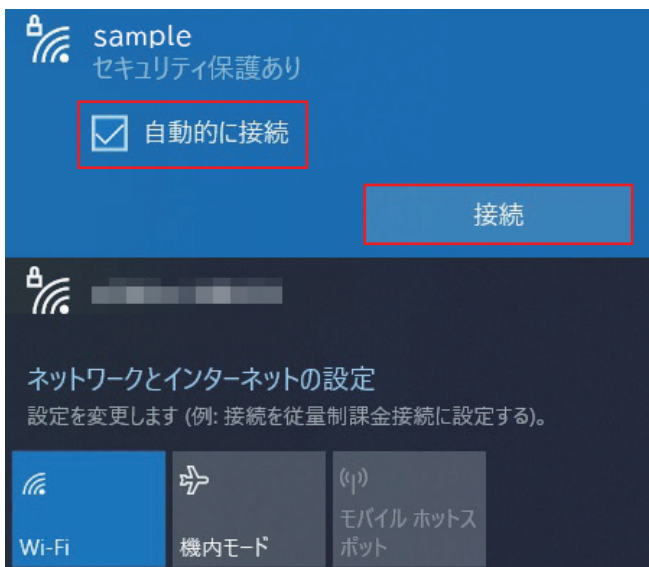 sample
セキュリティ保護あり
自動的に接続
接続
ネットワークとインターネットの設定
設定を変更します (例: 接続を従量制課金接続に設定する)。
Wi-Fi
機内モード
モバイル ホットス
ポット